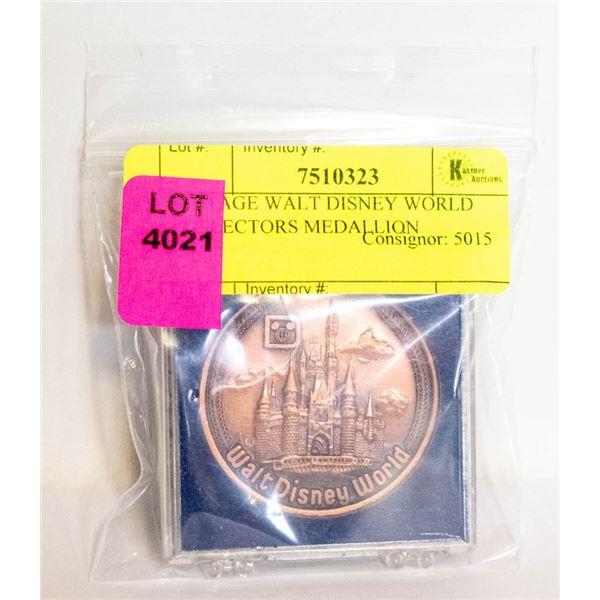 Lot #: Inventory #:
7510323
Kastner Auctions
LOT 4021
AGE WALT DISNEY WORLD
ECTORS MEDALLION
Consignor: 5015
Inventory #:
Walt Disney World